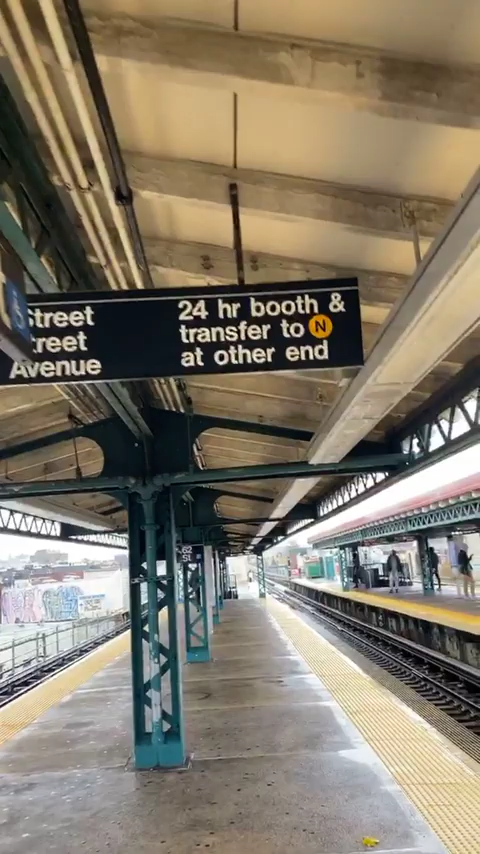 Street
treet
Avenue
24 hr booth &
transfer to N
at other end
62
St